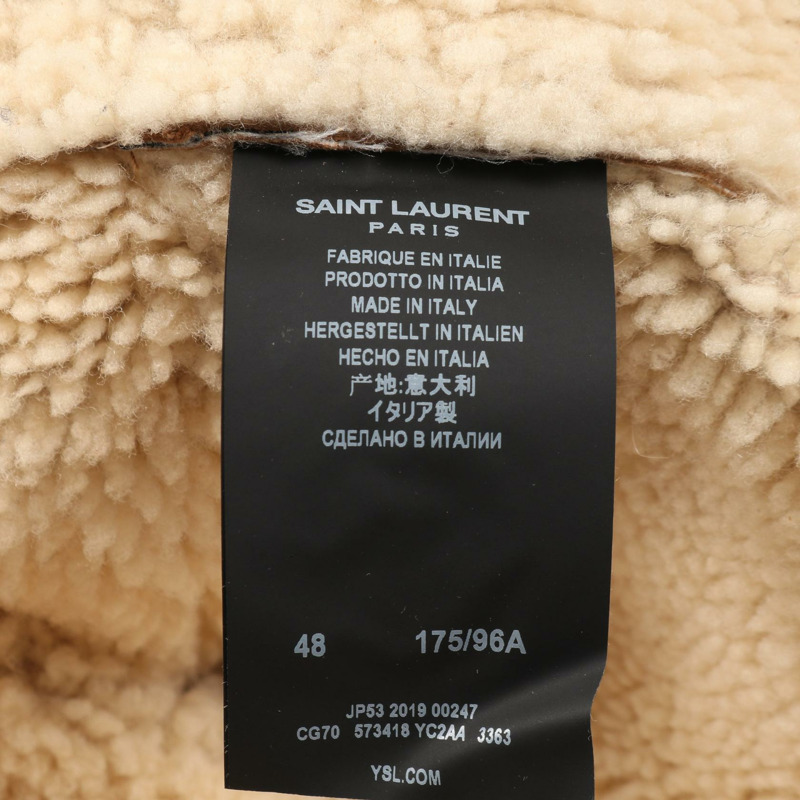 SAINT LAURENT
PARIS
FABRIQUE EN ITALIE
PRODOTTO IN ITALIA
MADE IN ITALY
HERGESTELLT IN ITALIEN
HECHO EN ITALIA
产地:意大利
イタリア製
СДЕЛАНО В ИТАЛИИ
48 175/96A
JP53 2019 00247
CG70 573418 YC2AA 3363
YSL.COM